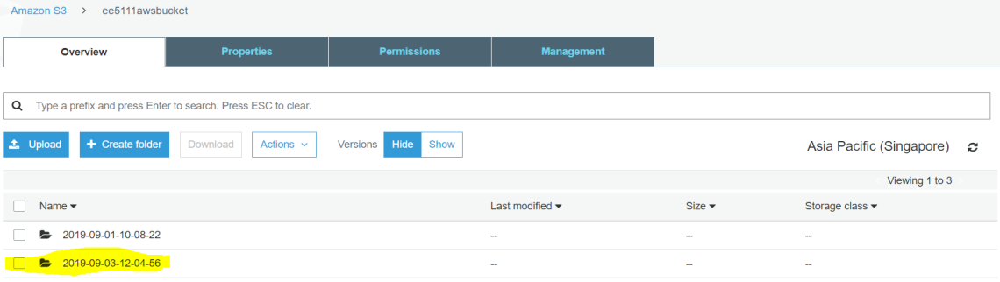 Amazon S3 > ee5111awsbucket
Overview Properties Permissions Management
Type a prefix and press Enter to search. Press ESC to clear.
Upload + Create folder Download Actions Versions Hide Show Asia Pacific (Singapore)
Viewing 1 to 3
Name Last modified Size Storage class
2019-09-01-10-08-22 -- -- --
2019-09-03-12-04-56 -- -- --